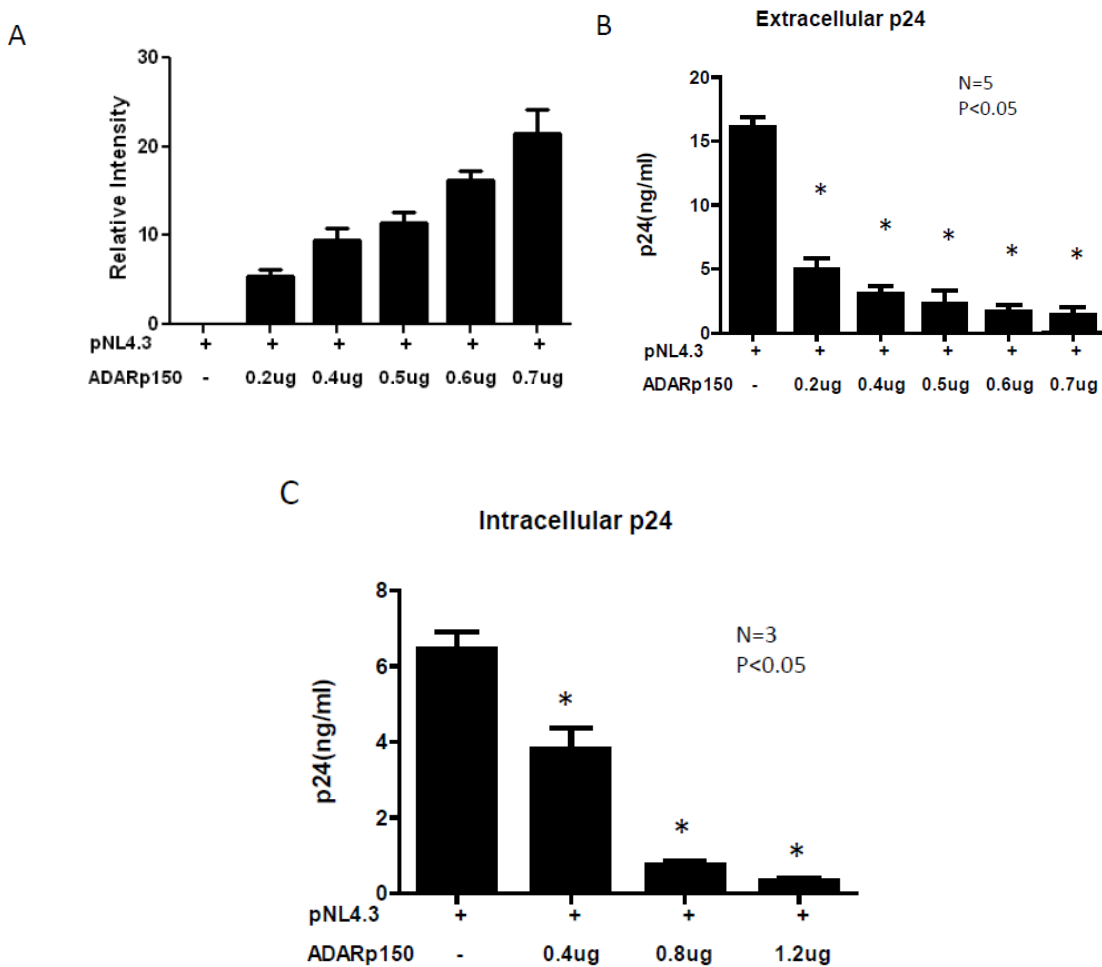 A
Relative Intensity
30
20
10
0
pNL4.3 + + + + + +
ADARp150 - 0.2ug 0.4ug 0.5ug 0.6ug 0.7ug
B
Extracellular p24
N=5
P<0.05
p24(ng/ml)
20
15
10
5
0
* * * * *
pNL4.3 + + + + + +
ADARp150 - 0.2ug 0.4ug 0.5ug 0.6ug 0.7ug
C
Intracellular p24
N=3
P<0.05
p24(ng/ml)
8
6
4
2
0
* * *
pNL4.3 + + + +
ADARp150 - 0.4ug 0.8ug 1.2ug